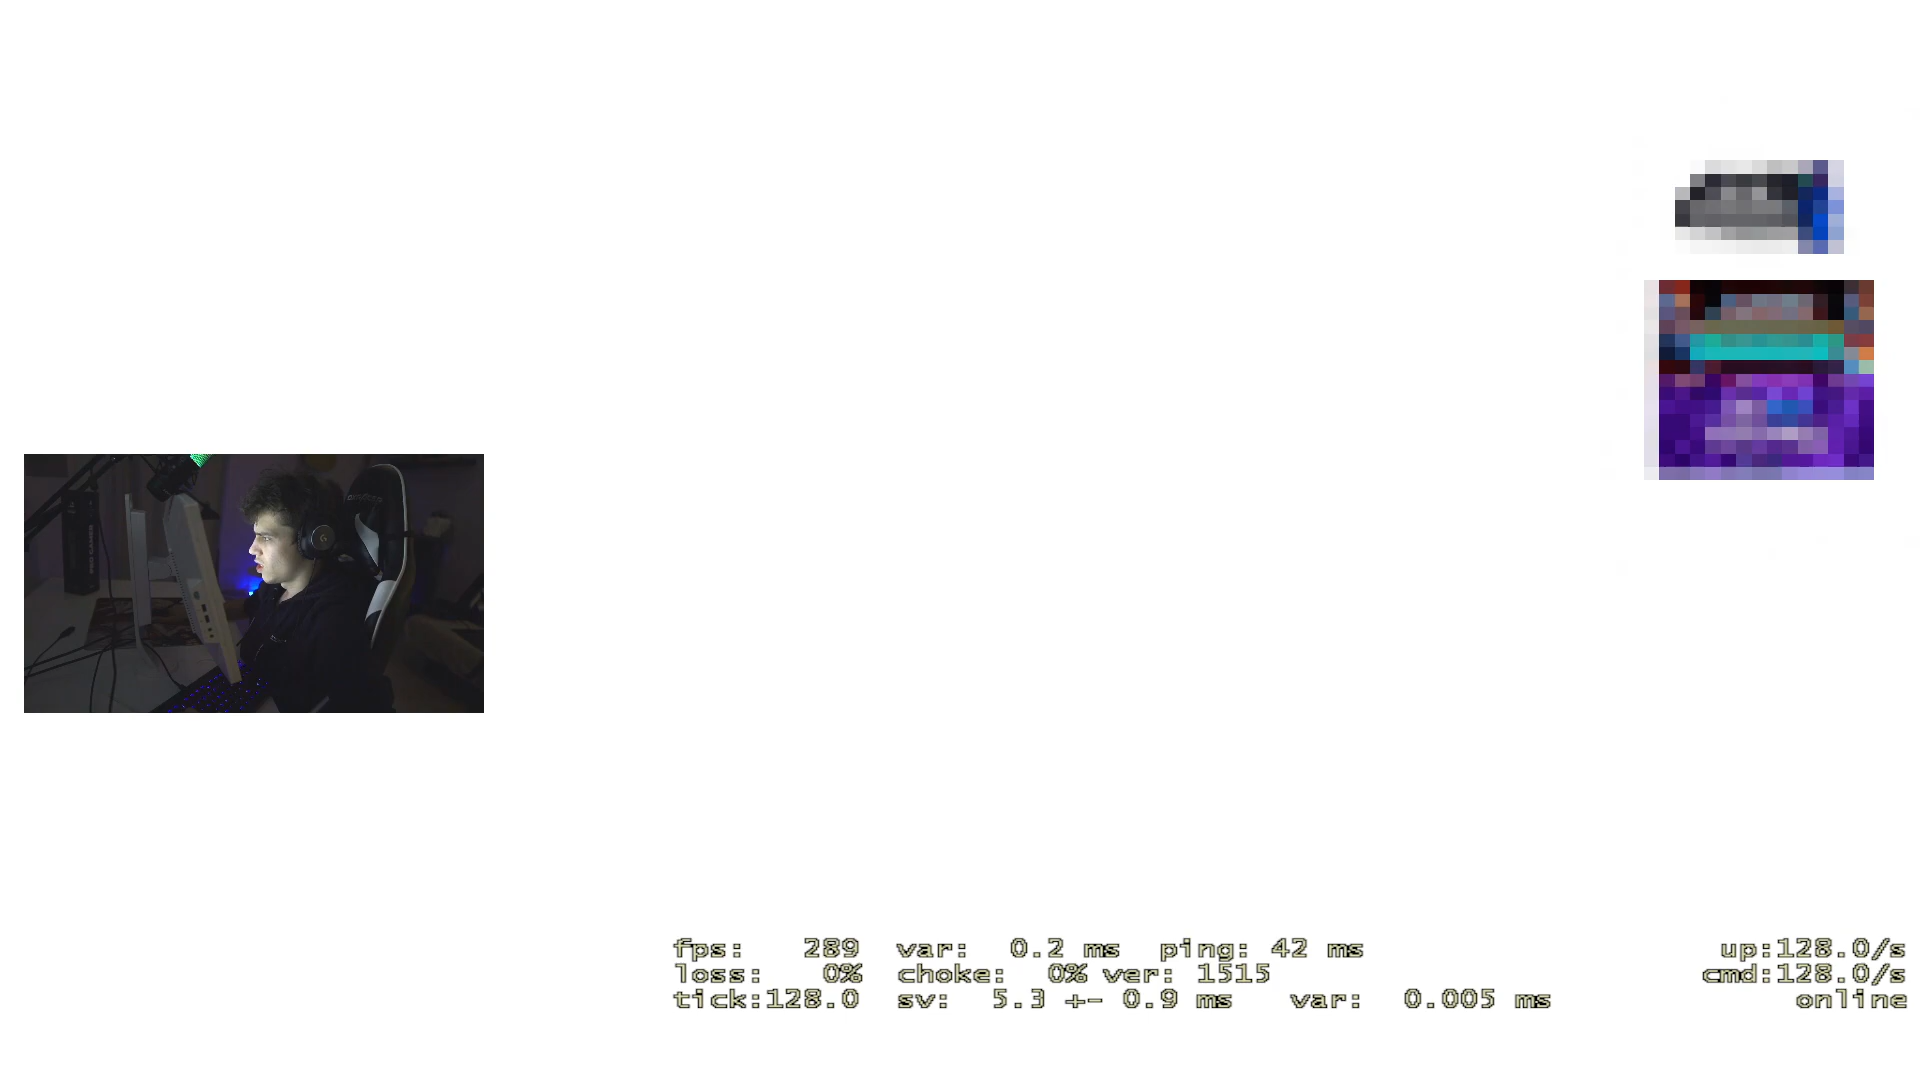 fps: 289 var: 0.2 ms ping: 42 ms up:128.0/s
loss: 0% choke: 0% ver: 1515 cmd:128.0/s
tick:128.0 sv: 5.3 +- 0.9 ms var: 0.005 ms online